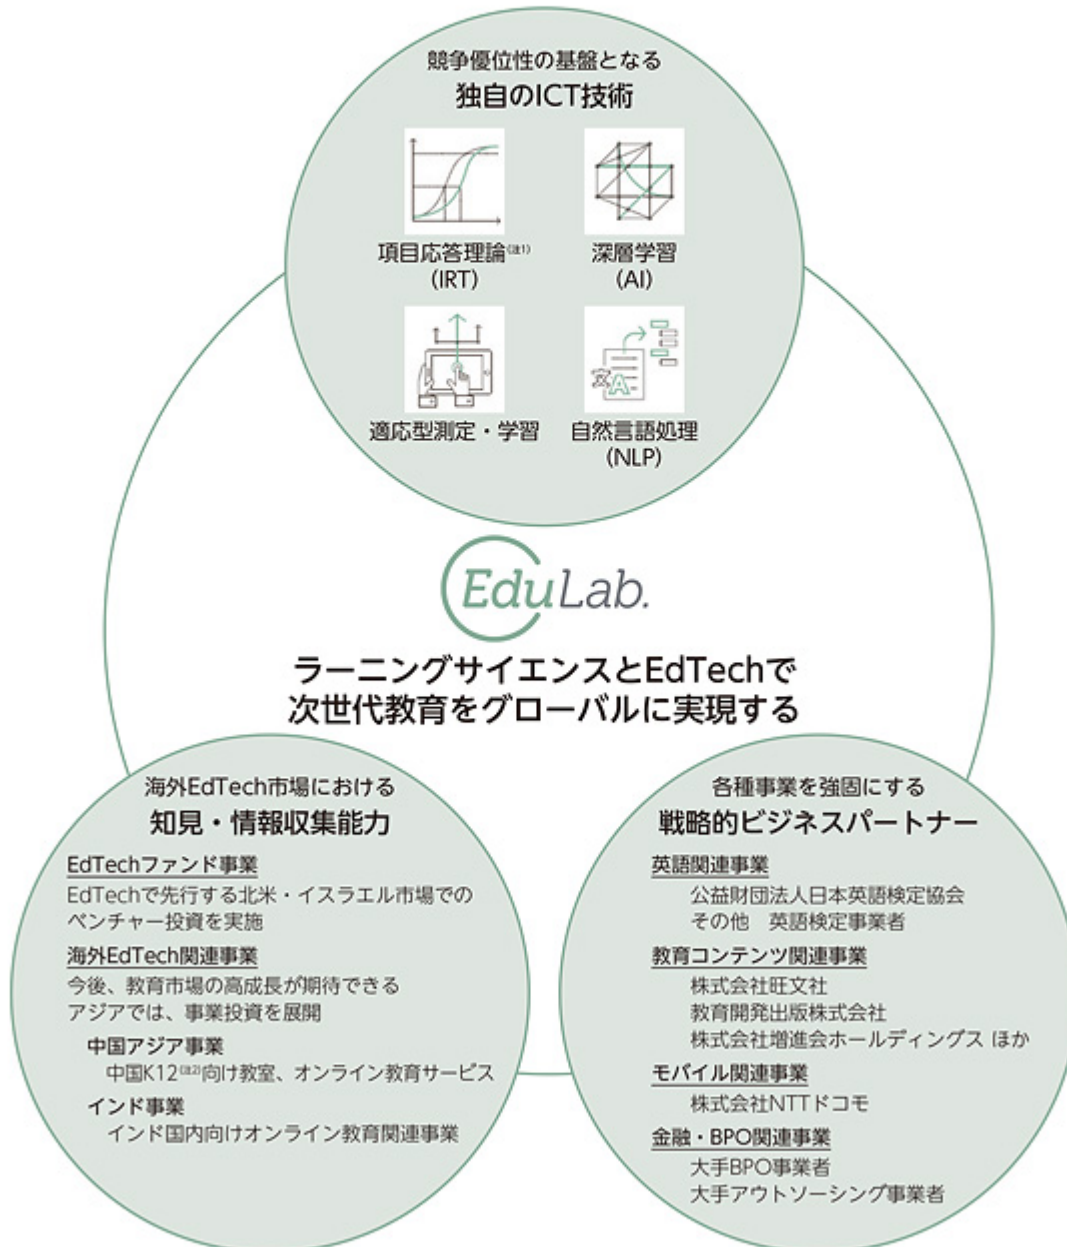 競争優位性の基盤となる
独自のICT技術
項目応答理論(注1)
(IRT)
深層学習
(AI)
文A
適応型測定・学習
自然言語処理
(NLP)
EduLab.
ラーニングサイエンスとEdTechで
次世代教育をグローバルに実現する
海外EdTech市場における
知見・情報収集能力
EdTechファンド事業
EdTechで先行する北米・イスラエル市場での
ベンチャー投資を実施
海外EdTech関連事業
今後、教育市場の高成長が期待できる
アジアでは、事業投資を展開
中国アジア事業
中国K12(注2)向け教室、オンライン教育サービス
インド事業
インド国内向けオンライン教育関連事業
各種事業を強固にする
戦略的ビジネスパートナー
英語関連事業
公益財団法人日本英語検定協会
その他　英語検定事業者
教育コンテンツ関連事業
株式会社旺文社
教育開発出版株式会社
株式会社増進会ホールディングス ほか
モバイル関連事業
株式会社NTTドコモ
金融・BPO関連事業
大手BPO事業者
大手アウトソーシング事業者